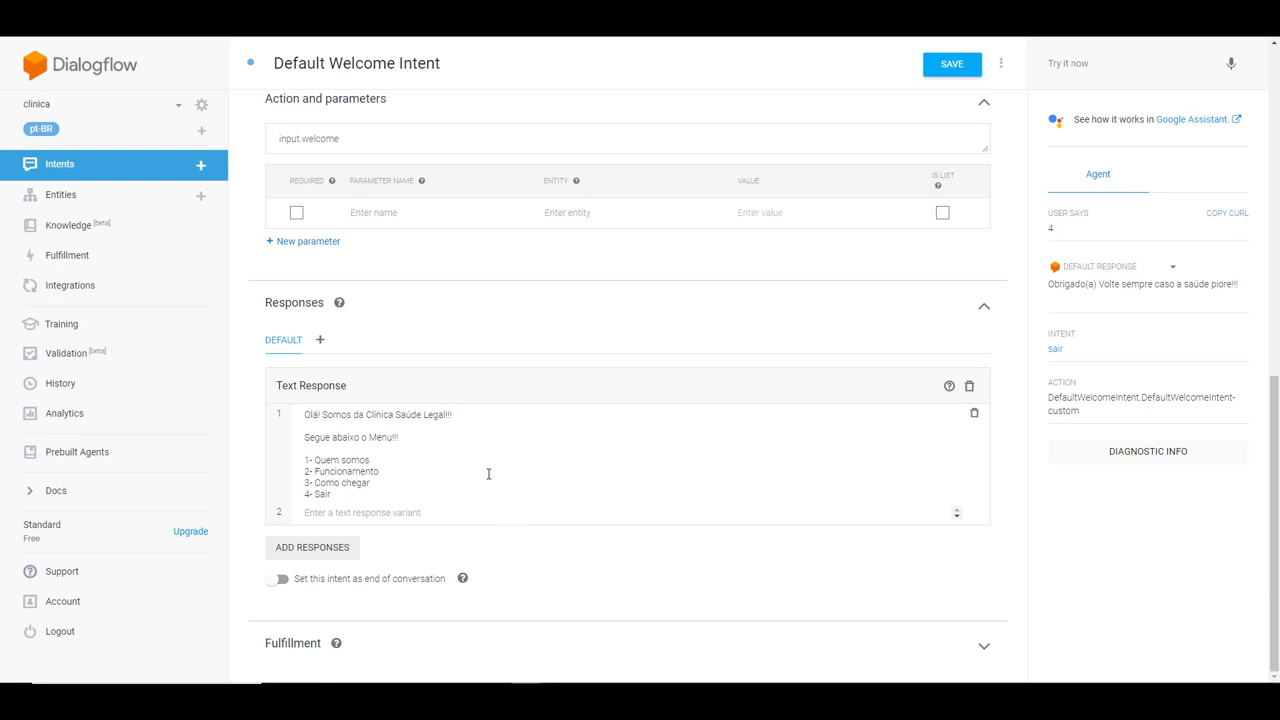 Dialogflow
clinica
pt-BR
Intents
Entities
Knowledge [beta]
Fulfillment
Integrations
Training
Validation [beta]
History
Analytics
Prebuilt Agents
Docs
Standard
Free
Upgrade
Support
Account
Logout
Default Welcome Intent
SAVE
Action and parameters
input.welcome
REQUIRED
PARAMETER NAME
ENTITY
VALUE
IS LIST
Enter name
Enter entity
Enter value
+ New parameter
Responses
DEFAULT
Text Response
1
Olá! Somos da Clínica Saúde Legal!!!
Segue abaixo o Menu!!!
1- Quem somos
2- Funcionamento
3- Como chegar
4- Sair
2
Enter a text response variant
ADD RESPONSES
Set this intent as end of conversation
Fulfillment
Try it now
See how it works in Google Assistant.
Agent
USER SAYS
COPY CURL
4
DEFAULT RESPONSE
Obrigado(a) Volte sempre caso a saúde piore!!!
INTENT
sair
ACTION
DefaultWelcomeIntent.DefaultWelcomeIntent-
custom
DIAGNOSTIC INFO